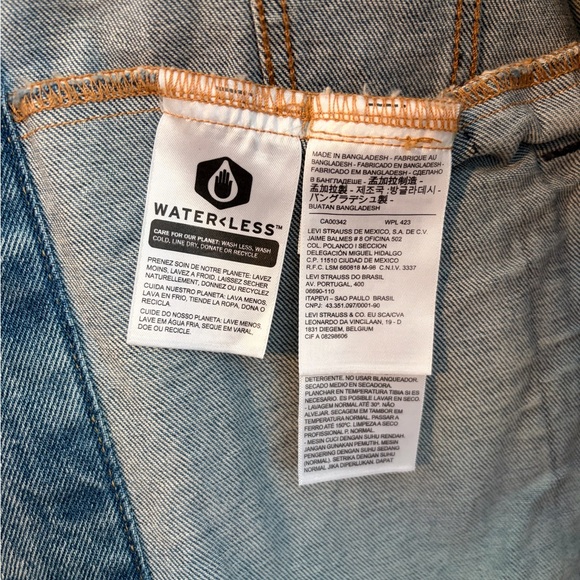 WATER<LESS™
CARE FOR OUR PLANET: WASH LESS, WASH
COLD, LINE DRY, DONATE OR RECYCLE
PRENEZ SOIN DE NOTRE PLANETE: LAVEZ
MOINS, LAVEZ A FROID, LAISSEZ SECHER
NATURELLEMENT, DONNEZ OU RECYCLEZ
CUIDA NUESTRO PLANETA: LAVA MENOS,
LAVA EN FRIO, TIENDE LA ROPA, DONA O
RECICLA.
CUIDE DO NOSSO PLANETA: LAVE MENOS,
LAVE EM ÁGUA FRIA, SEQUE EM VARAL,
DOE OU RECICLE.
MADE IN BANGLADESH - FABRIQUE AU
BANGLADESH - FABRICADO EN BANGLADESH -
FABRICADO EM BANGLADESH - СДЕЛАНО
В БАНГЛАДЕШЕ - 孟加拉制造 -
孟加拉製 - 제조국 :방글라데시 -
バングラデシュ製 -
BUATAN BANGLADESH
CA00342 WPL 423
LEVI STRAUSS DE MEXICO, S.A. DE C.V.
JAIME BALMES # 8 OFICINA 502
COL. POLANCO I SECCION
DELEGACIÓN MIGUEL HIDALGO
C.P. 11510 CIUDAD DE MEXICO
R.F.C. LSM 660818 M-98 C.N.I.V. 3337
LEVI STRAUSS DO BRASIL
AV. PORTUGAL, 400
06690-110
ITAPEVI – SAO PAULO BRASIL
CNPJ: 43.351.097/0001-90
LEVI STRAUSS & CO. EU SCA/CVA
LEONARDO DA VINCILAAN, 19 - D
1831 DIEGEM, BELGIUM
CIF A 08298606
DETERGENTE. NO USAR BLANQUEADOR.
SECADO MEDIO EN SECADORA.
PLANCHAR EN TEMPERATURA TIBIA SI ES
NECESARIO. ES POSIBLE LAVAR EN SECO.
- LAVAGEM NORMAL ATÉ 30°. NÃO
ALVEJAR. SECAGEM EM TAMBOR EM
TEMPERATURA NORMAL. PASSAR A
FERRO ATÉ 150ºC. LIMPEZA A SECO
PROFISSIONAL P, NORMAL.
- MESIN CUCI DENGAN SUHU RENDAH.
JANGAN GUNAKAN PEMUTIH. MESIN
PENGERING DENGAN SUHU SEDANG
(NORMAL). SETRIKA DENGAN SUHU
NORMAL JIKA DIPERLUKAN. DAPAT